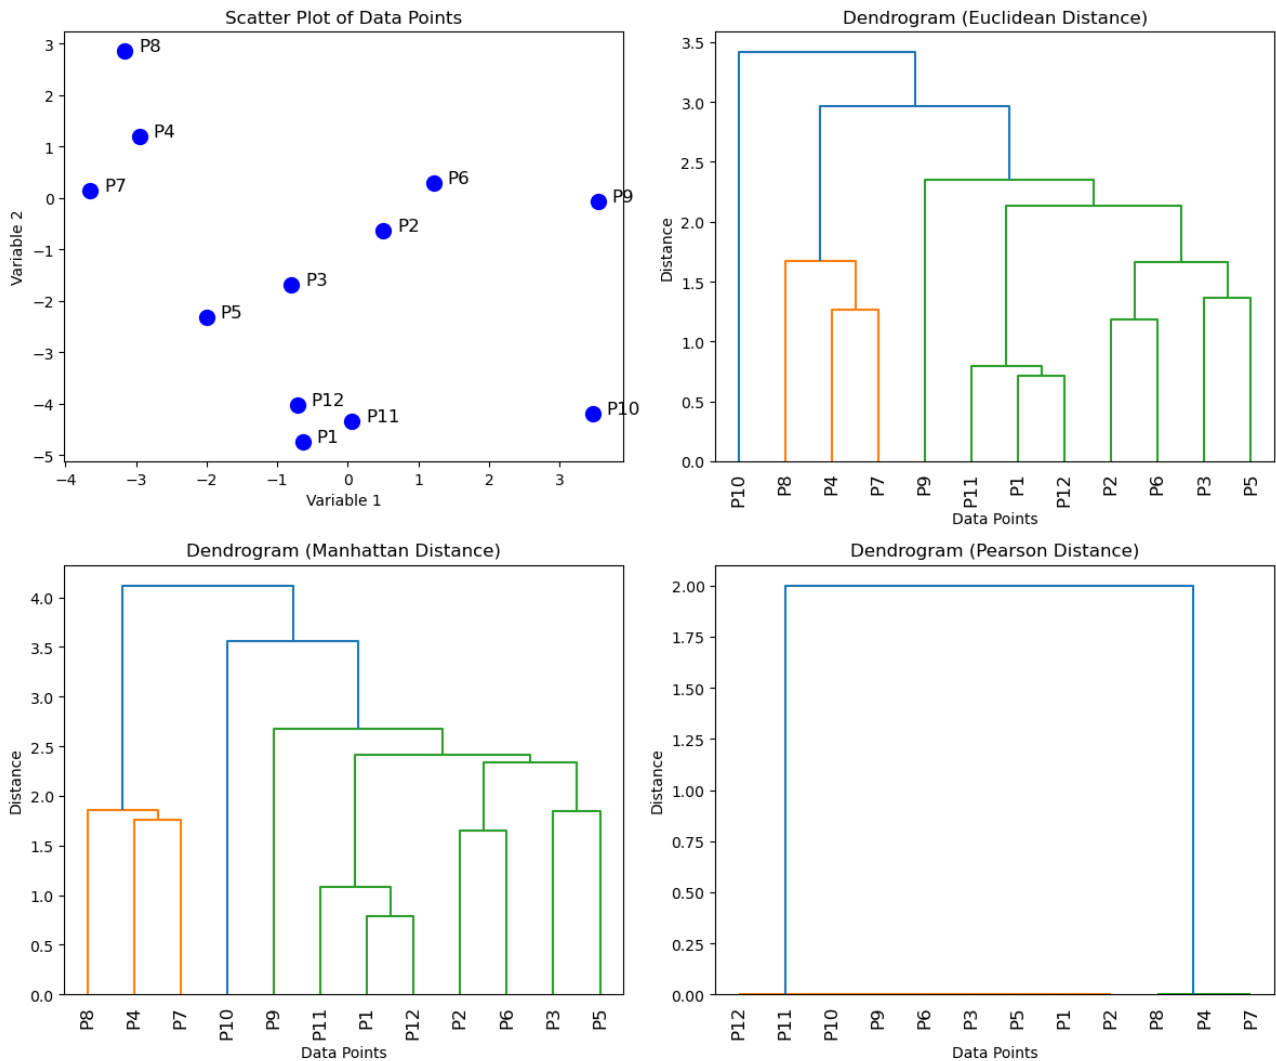 Scatter Plot of Data Points
3
2
1
0
−1
−2
−3
−4
−5
Variable 2
P8
P4
P7
P6
P9
P2
P3
P5
P12
P11
P10
P1
−4
−3
−2
−1
0
1
2
3
Variable 1
Dendrogram (Euclidean Distance)
3.5
3.0
2.5
2.0
1.5
1.0
0.5
0.0
Distance
P10
P8
P4
P7
P9
P11
P1
P12
P2
P6
P3
P5
Data Points
Dendrogram (Manhattan Distance)
4.0
3.5
3.0
2.5
2.0
1.5
1.0
0.5
0.0
Distance
P8
P4
P7
P10
P9
P11
P1
P12
P2
P6
P3
P5
Data Points
Dendrogram (Pearson Distance)
2.00
1.75
1.50
1.25
1.00
0.75
0.50
0.25
0.00
Distance
P12
P11
P10
P9
P6
P3
P5
P1
P2
P8
P4
P7
Data Points